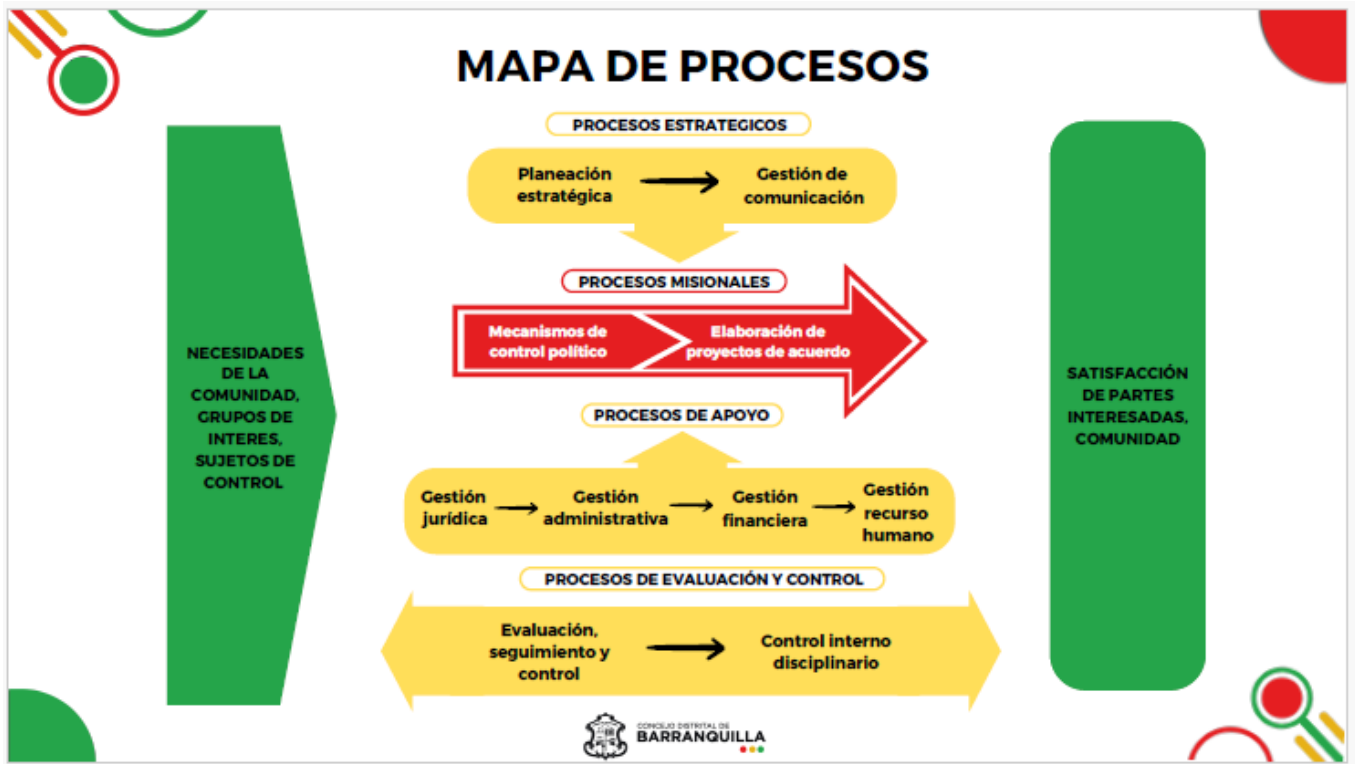 MAPA DE PROCESOS
PROCESOS ESTRATEGICOS
Planeación
estratégica
Gestión de
comunicación
PROCESOS MISIONALES
Mecanismos de
control político
Elaboración de
proyectos de acuerdo
NECESIDADES
DE LA
COMUNIDAD,
GRUPOS DE
INTERES,
SUJETOS DE
CONTROL
SATISFACCIÓN
DE PARTES
INTERESADAS,
COMUNIDAD
PROCESOS DE APOYO
Gestión
jurídica
Gestión
administrativa
Gestión
financiera
Gestión
recurso
humano
PROCESOS DE EVALUACIÓN Y CONTROL
Evaluación,
seguimiento y
control
Control interno
disciplinario
CONCEJO DISTRITAL DE
BARRANQUILLA